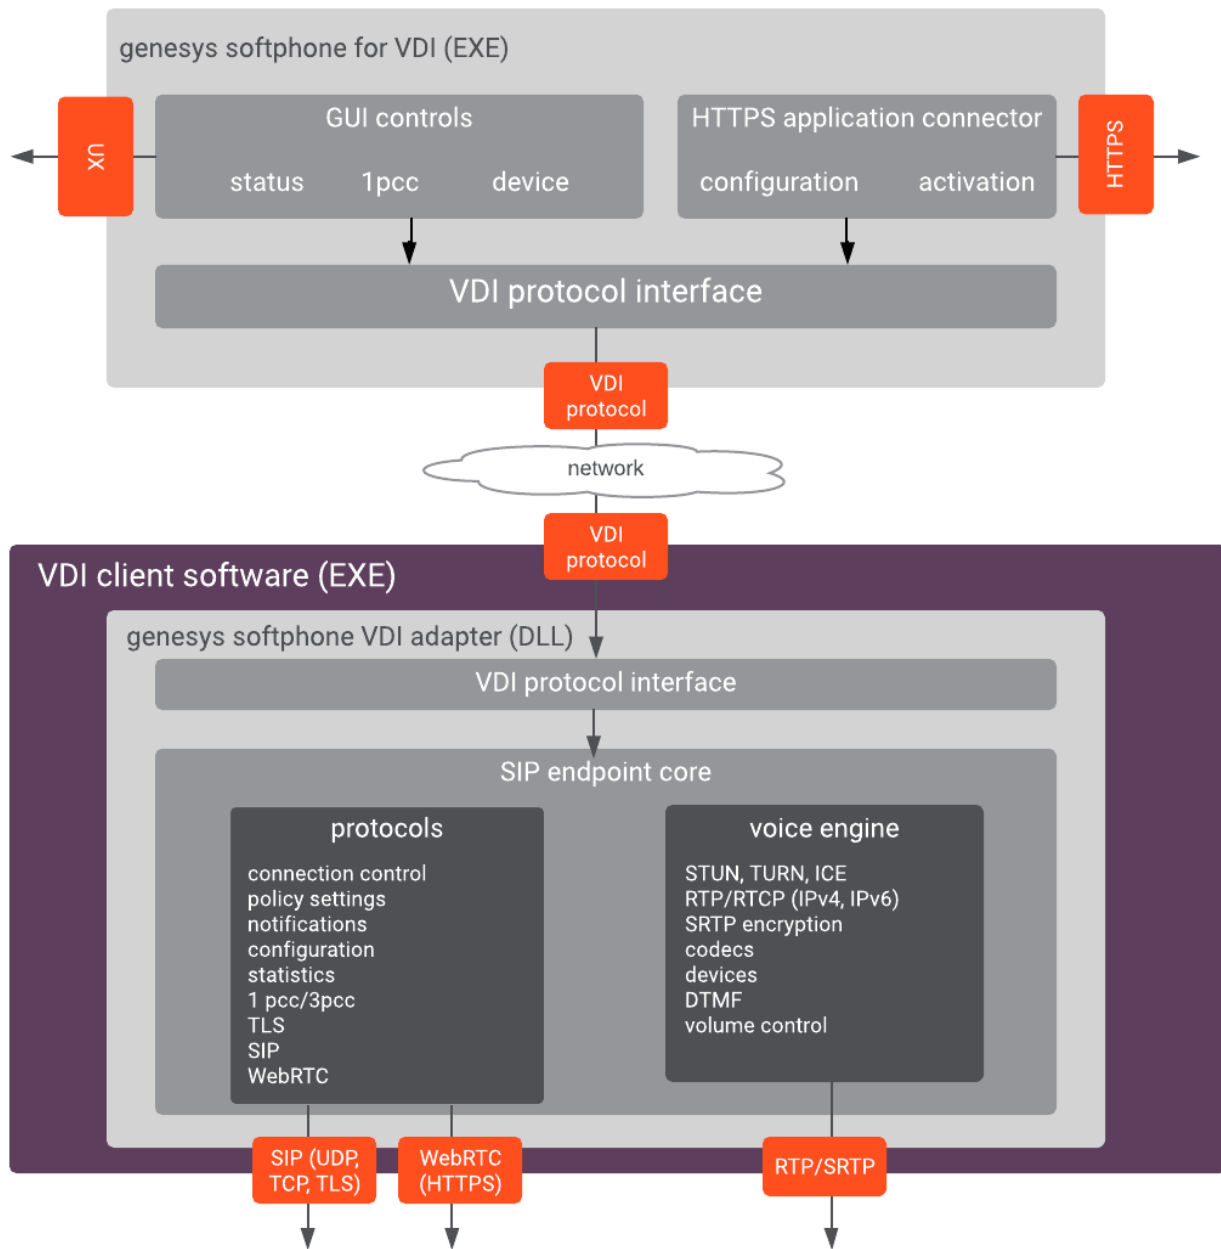 genesys softphone for VDI (EXE)
GUI controls
HTTPS application connector
UX
HTTPS
status 1pcc device
configuration activation
VDI protocol interface
VDI
protocol
network
VDI
protocol
VDI client software (EXE)
genesys softphone VDI adapter (DLL)
VDI protocol interface
SIP endpoint core
protocols
connection control
policy settings
notifications
configuration
statistics
1 pcc/3pcc
TLS
SIP
WebRTC
voice engine
STUN, TURN, ICE
RTP/RTCP (IPv4, IPv6)
SRTP encryption
codecs
devices
DTMF
volume control
SIP (UDP,
TCP, TLS)
WebRTC
(HTTPS)
RTP/SRTP